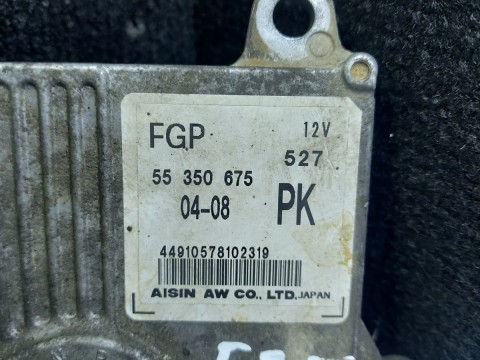 FGP 12V
527
55 350 675
04-08 PK
44910578102319
AISIN AW CO., LTD. JAPAN